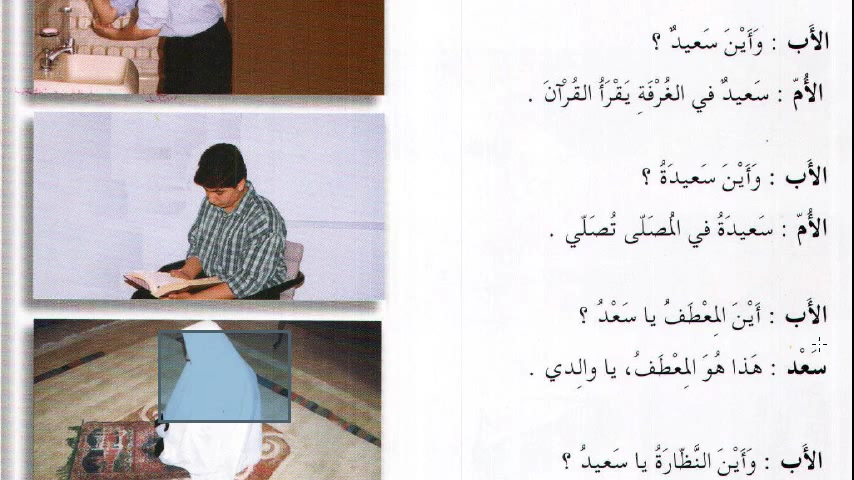 الأَب : وَأَيْنَ سَعيدٌ ؟
الأُمّ : سَعيدٌ في الغُرْفَةِ يَقْرَأُ القُرْآنَ .
الأَب : وَأَيْنَ سَعيدَةُ ؟
الأُمّ : سَعيدَةُ في المُصَلّى تُصَلّي .
الأَب : أَيْنَ المِعْطَفُ يا سَعْدُ ؟
سَعْد : هَذا هُوَ المِعْطَفُ، يا والِدي .
الأَب : وَأَيْنَ النَّظّارَةُ يا سَعيدُ ؟